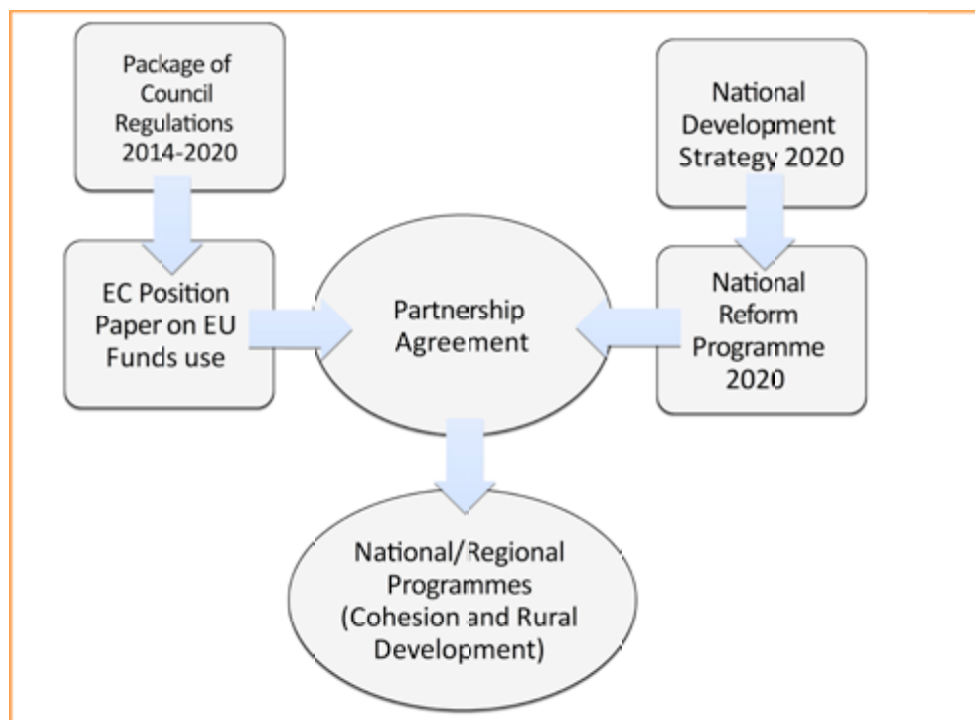 Package of
Council
Regulations
2014-2020
National
Development
Strategy 2020
EC Position
Paper on EU
Funds use
Partnership
Agreement
National
Reform
Programme
2020
National/Regional
Programmes
(Cohesion and Rural
Development)